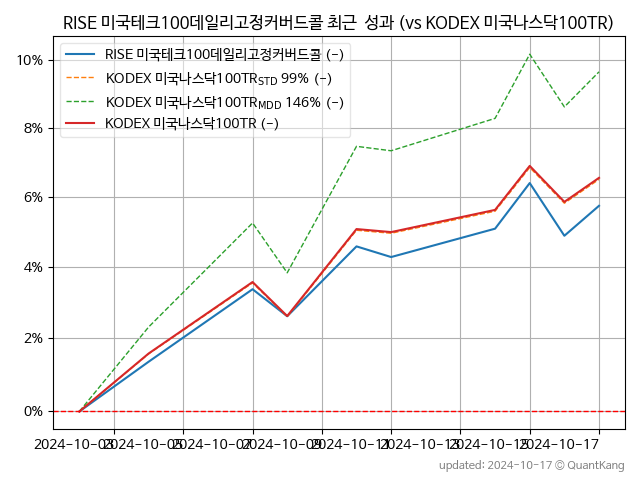 RISE 미국테크100데일리고정커버드콜 최근 성과 (vs KODEX 미국나스닥100TR)
RISE 미국테크100데일리고정커버드콜 (-)
KODEX 미국나스닥100TR_STD 99% (-)
KODEX 미국나스닥100TR_MDD 146% (-)
KODEX 미국나스닥100TR (-)
10%
8%
6%
4%
2%
0%
2024-10-03 2024-10-05 2024-10-07 2024-10-09 2024-10-11 2024-10-13 2024-10-15 2024-10-17
updated: 2024-10-17 © QuantKang